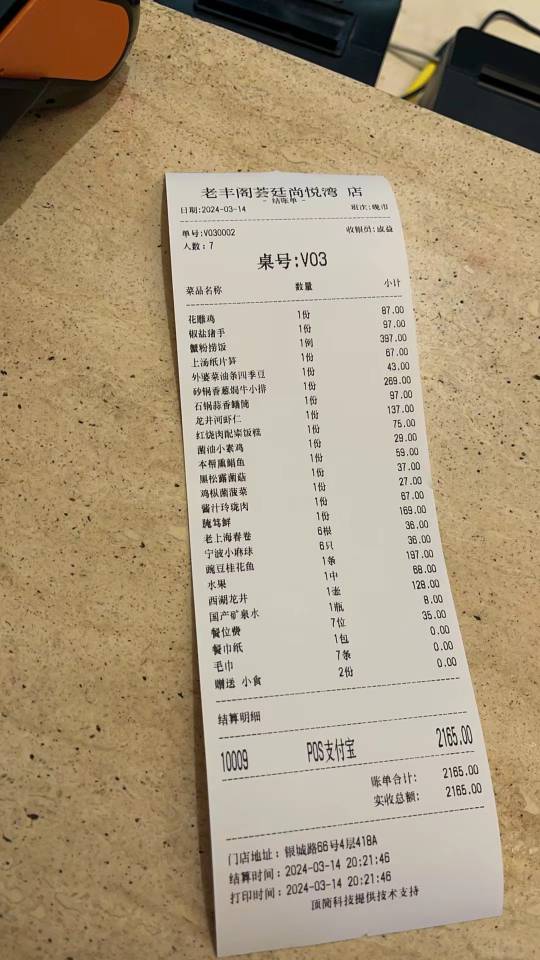 老丰阁荟廷尚悦湾 店
- 结账单 -
日期:2024-03-14 班次:晚市
单号:V030002 收银员:盛益
人数:7
桌号:V03
菜品名称 数量 小计
花雕鸡 1份 87.00
椒盐猪手 1份 97.00
蟹粉捞饭 1例 397.00
上汤纸片笋 1份 67.00
外婆菜油条四季豆 1份 43.00
砂锅香葱焗牛小排 1份 269.00
石锅蒜香鳝筒 1份 97.00
龙井河虾仁 1份 137.00
红烧肉配柴饭糕 1份 75.00
菌油小素鸡 1份 29.00
本帮熏鲳鱼 1份 59.00
黑松露菌菇 1份 37.00
鸡枞菌菠菜 1份 27.00
酱汁玲珑肉 1份 67.00
腌笃鲜 1份 169.00
老上海春卷 6根 36.00
宁波小麻球 6只 36.00
豌豆桂花鱼 1条 197.00
水果 1中 68.00
西湖龙井 1壶 128.00
国产矿泉水 1瓶 8.00
餐位费 7位 35.00
餐巾纸 1包 0.00
毛巾 7条 0.00
赠送 小食 2份 0.00
结算明细
10009 POS支付宝 2165.00
账单合计: 2165.00
实收总额: 2165.00
门店地址: 银城路66号4层418A
结算时间: 2024-03-14 20:21:46
打印时间: 2024-03-14 20:21:46
顶简科技提供技术支持